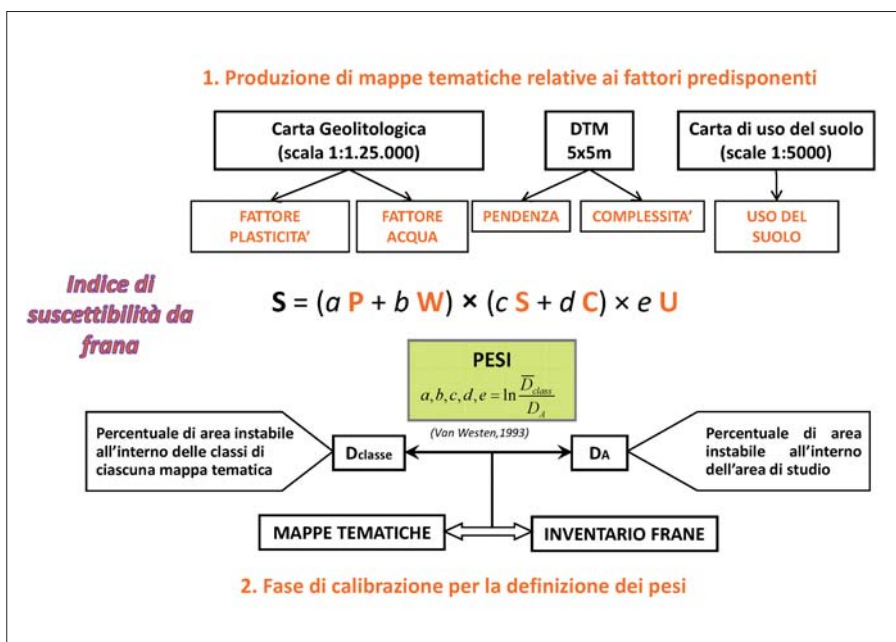 1. Produzione di mappe tematiche relative ai fattori predisponenti
Carta Geolitologica
(scala 1:1.25.000)
DTM
5x5m
Carta di uso del suolo
(scale 1:5000)
FATTORE
PLASTICITA'
FATTORE
ACQUA
PENDENZA
COMPLESSITA'
USO DEL
SUOLO
Indice di
suscettibilità da
frana
S = (a P + b W) × (c S + d C) × e U
PESI
a,b,c,d,e = ln D̅class / DA
(Van Westen,1993)
Percentuale di area instabile
all'interno delle classi di
ciascuna mappa tematica
Dclasse
DA
Percentuale di area
instabile all'interno
dell'area di studio
MAPPE TEMATICHE
INVENTARIO FRANE
2. Fase di calibrazione per la definizione dei pesi